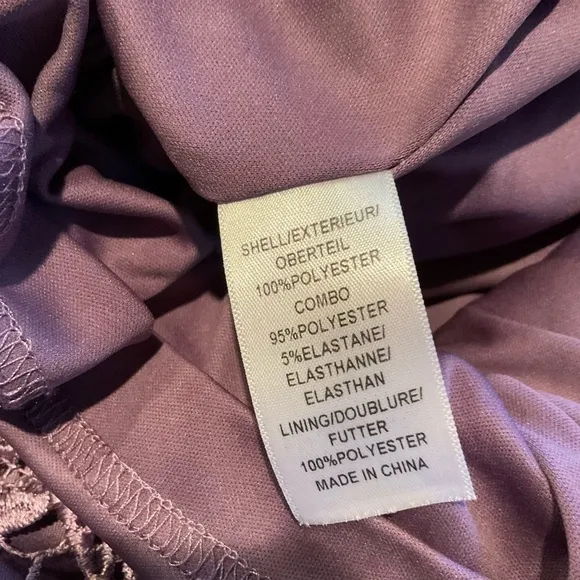 SHELL/EXTERIEUR/
OBERTEIL
100%POLYESTER
COMBO
95%POLYESTER
5%ELASTANE/
ELASTHANNE/
ELASTHAN
LINING/DOUBLURE/
FUTTER
100%POLYESTER
MADE IN CHINA